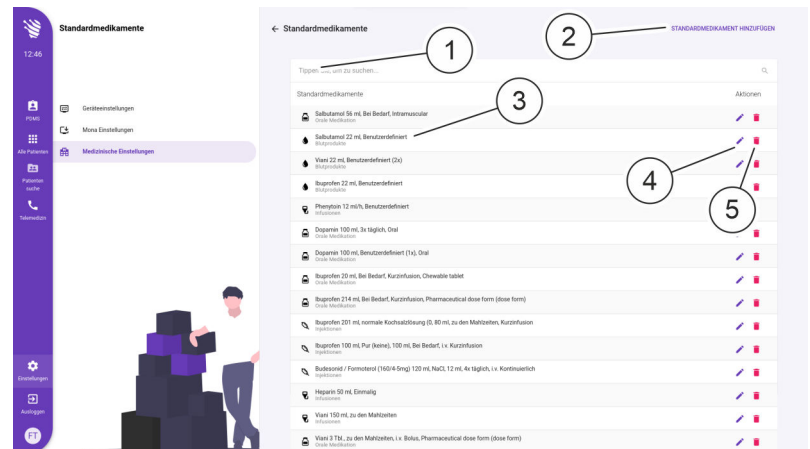 Standardmedikamente
← Standardmedikamente
STANDARDMEDIKAMENT HINZUFÜGEN
1
2
3
4
5
12:46
PDMS
Alle Patienten
Patienten
suche
Telemedizin
Einstellungen
Ausloggen
FT
Geräteeinstellungen
Mona Einstellungen
Medizinische Einstellungen
Tippen um zu suchen...
Standardmedikamente
Aktionen
Salbutamol 56 ml, Bei Bedarf, Intramuscular
Orale Medikation
Salbutamol 22 ml, Benutzerdefiniert
Blutprodukte
Viani 22 ml, Benutzerdefiniert (2x)
Blutprodukte
Ibuprofen 22 ml, Benutzerdefiniert
Blutprodukte
Phenytoin 12 ml/h, Benutzerdefiniert
Infusionen
Dopamin 100 ml, 3x täglich, Oral
Orale Medikation
Dopamin 100 ml, Benutzerdefiniert (1x), Oral
Orale Medikation
Ibuprofen 20 ml, Bei Bedarf, Kurzinfusion, Chewable tablet
Orale Medikation
Ibuprofen 214 ml, Bei Bedarf, Kurzinfusion, Pharmaceutical dose form (dose form)
Orale Medikation
Ibuprofen 201 ml, normale Kochsalzlösung (0, 80 ml, zu den Mahlzeiten, Kurzinfusion
Injektionen
Ibuprofen 100 ml, Pur (keine), 100 ml, Bei Bedarf, i.v. Kurzinfusion
Injektionen
Budesonid / Formoterol (160/4-5mg) 120 ml, NaCl, 12 ml, 4x täglich, i.v. Kontinuierlich
Injektionen
Heparin 50 ml, Einmalig
Infusionen
Viani 150 ml, zu den Mahlzeiten
Infusionen
Viani 3 Tbl., zu den Mahlzeiten, i.v. Bolus, Pharmaceutical dose form (dose form)
Orale Medikation